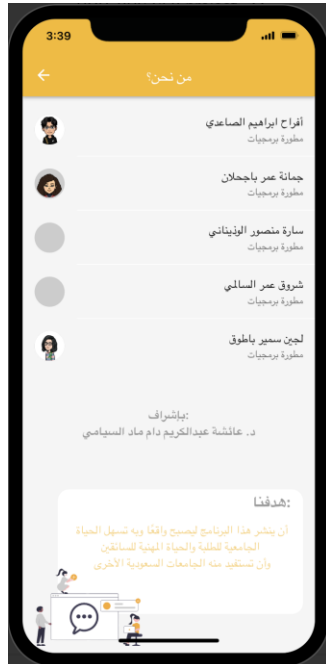 3:39
من نحن؟
أفراح ابراهيم الصاعدي
مطورة برمجيات
جمانة عمر باجحلان
مطورة برمجيات
سارة منصور الوذيناني
مطورة برمجيات
شروق عمر السالمي
مطورة برمجيات
لجين سمير باطوق
مطورة برمجيات
:بإشراف
د. عائشة عبدالكريم دام ماد السيامي
:هدفنا
أن ينشر هذا البرنامج ليصبح واقعًا وبه تسهل الحياة
الجامعية للطلبة والحياة المهنية للسائقين
وأن تستفيد منه الجامعات السعودية الأخرى